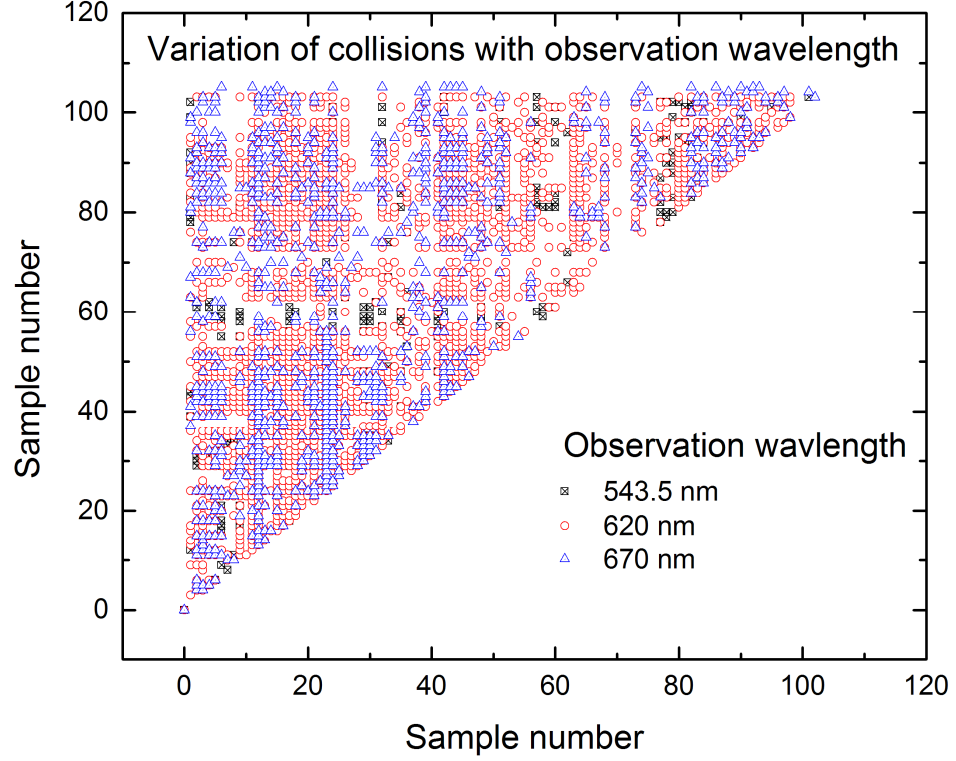 Variation of collisions with observation wavelength
120
100
80
60
40
20
0
Sample number
Observation wavlength
543.5 nm
620 nm
670 nm
0 20 40 60 80 100 120
Sample number